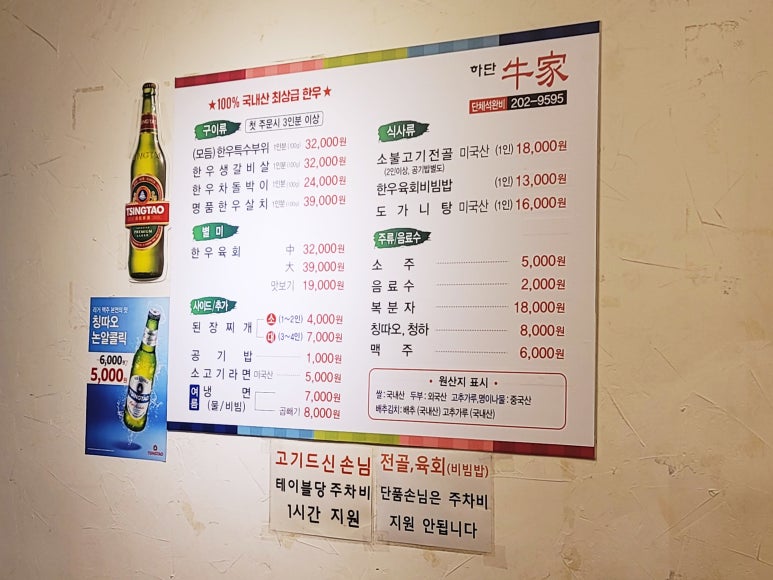 ★100% 국내산 최상급 한우★
하단 牛家
단체석완비 202-9595
구이류 첫 주문시 3인분 이상
(모듬)한우특수부위 1인분(100g) 32,000원
한우생갈비살 1인분(100g) 32,000원
한우차돌박이 1인분(100g) 24,000원
명품한우살치 1인분(100g) 39,000원
별 미
한우육회 中 32,000원
大 39,000원
맛보기 19,000원
사이드/추가
된장찌개 소 (1~2인) 4,000원
대 (3~4인) 7,000원
공기밥 1,000원
소고기라면 미국산 5,000원
여름 냉면 (물/비빔) 7,000원
곱빼기 8,000원
식사류
소불고기전골 미국산 (1인) 18,000원
(2인이상, 공기밥별도)
한우육회비빔밥 (1인) 13,000원
도가니탕 미국산 (1인) 16,000원
주류/음료수
소주 5,000원
음료수 2,000원
복분자 18,000원
칭따오, 청하 8,000원
맥주 6,000원
• 원산지 표시 •
쌀 : 국내산 두부 : 외국산 고추가루,명이나물 : 중국산
배추김치 : 배추 (국내산) 고추가루 (국내산)
TSINGTAO
PREMIUM
LAGER
칭따오
논알콜릭
6,000원
5,000원
TSINGTAO
TSINGTAO
고기드신손님
테이블당 주차비
1시간 지원
전골,육회(비빔밥)
단품손님은 주차비
지원 안됩니다